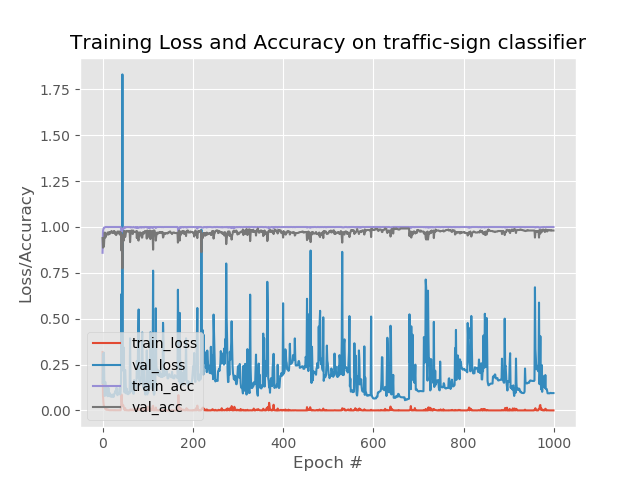 Training Loss and Accuracy on traffic-sign classifier
1.75
1.50
1.25
1.00
0.75
0.50
0.25
0.00
Loss/Accuracy
train_loss
val_loss
train_acc
val_acc
0 200 400 600 800 1000
Epoch #